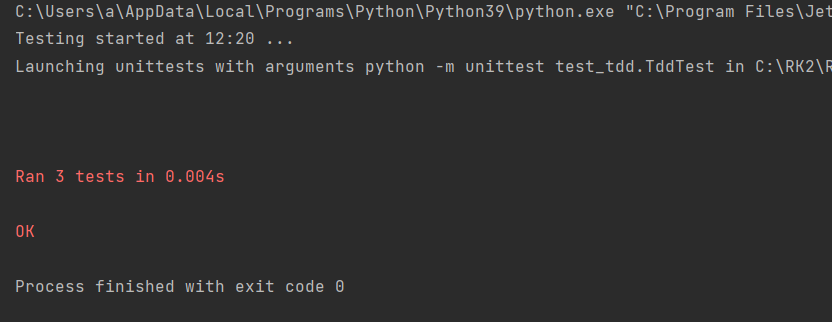 C:\Users\a\AppData\Local\Programs\Python\Python39\python.exe "C:\Program Files\Jet
Testing started at 12:20 ...
Launching unittests with arguments python -m unittest test_tdd.TddTest in C:\RK2\R
Ran 3 tests in 0.004s
OK
Process finished with exit code 0